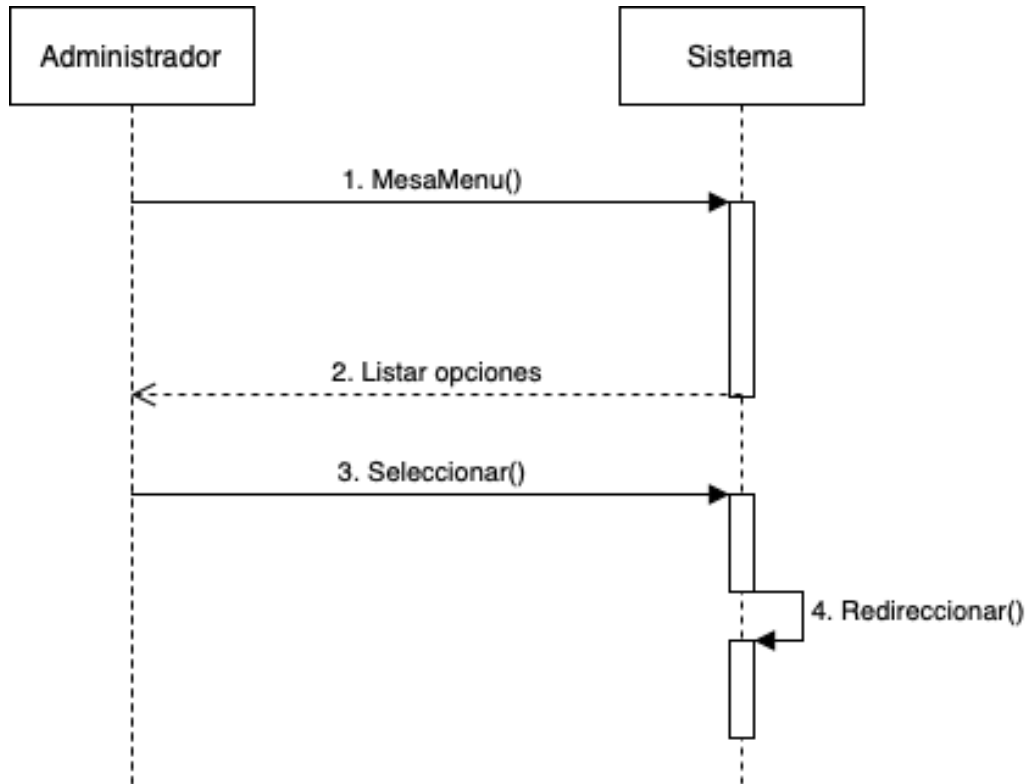 Administrador
Sistema
1. MesaMenu()
2. Listar opciones
3. Seleccionar()
4. Redireccionar()